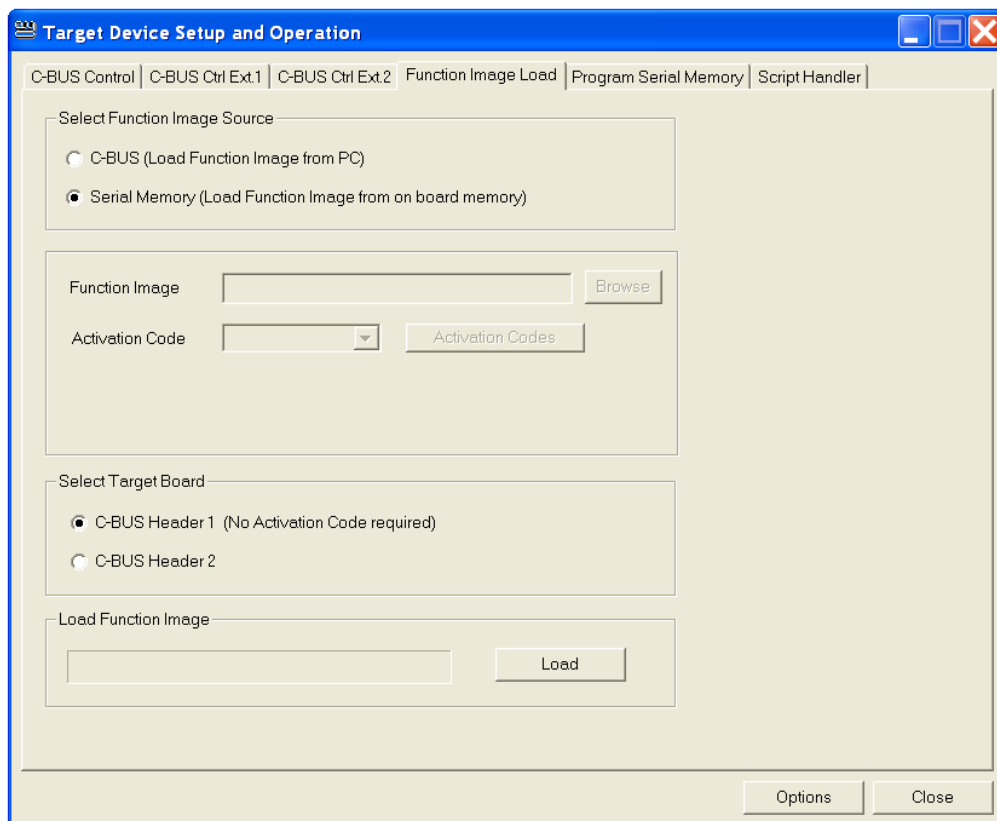 Target Device Setup and Operation
C-BUS Control C-BUS Ctrl Ext.1 C-BUS Ctrl Ext.2 Function Image Load Program Serial Memory Script Handler
Select Function Image Source
C-BUS (Load Function Image from PC)
Serial Memory (Load Function Image from on board memory)
Function Image Browse
Activation Code Activation Codes
Select Target Board
C-BUS Header 1 (No Activation Code required)
C-BUS Header 2
Load Function Image
Load
Options Close